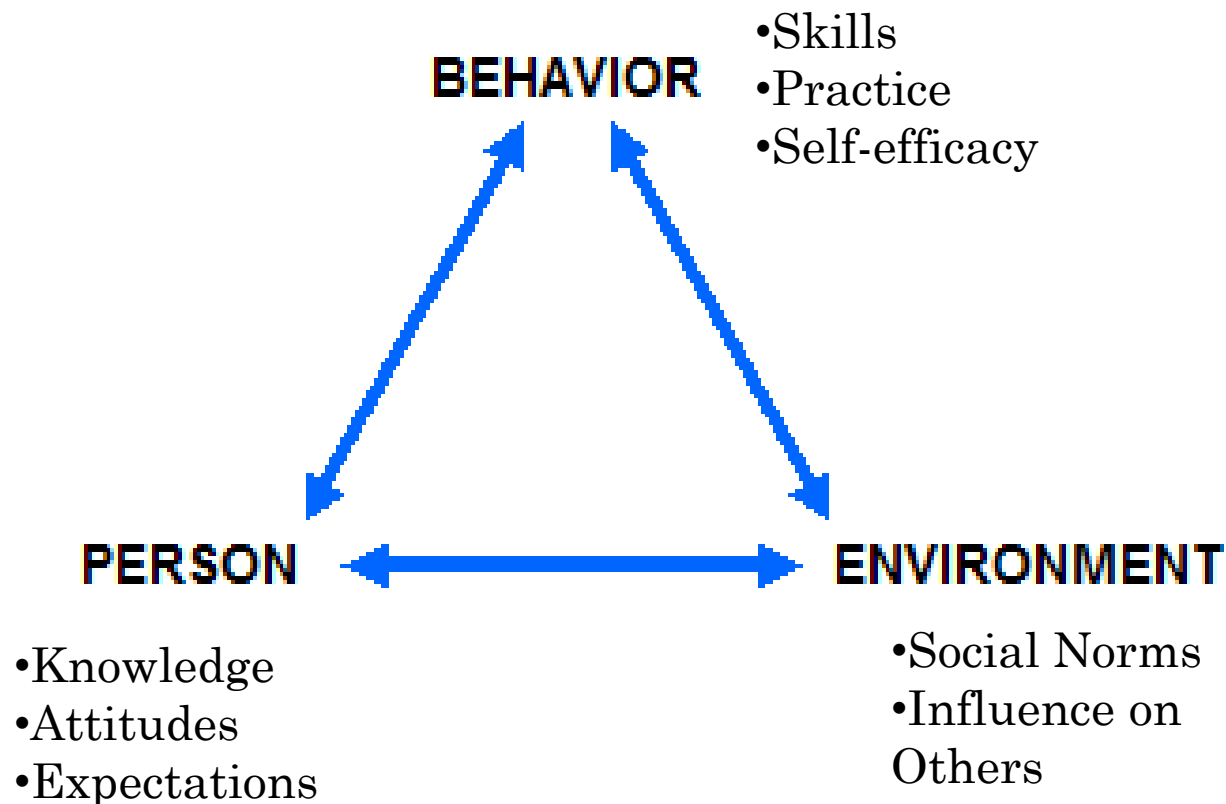 BEHAVIOR
•Skills
•Practice
•Self-efficacy
PERSON
•Knowledge
•Attitudes
•Expectations
ENVIRONMENT
•Social Norms
•Influence on
Others